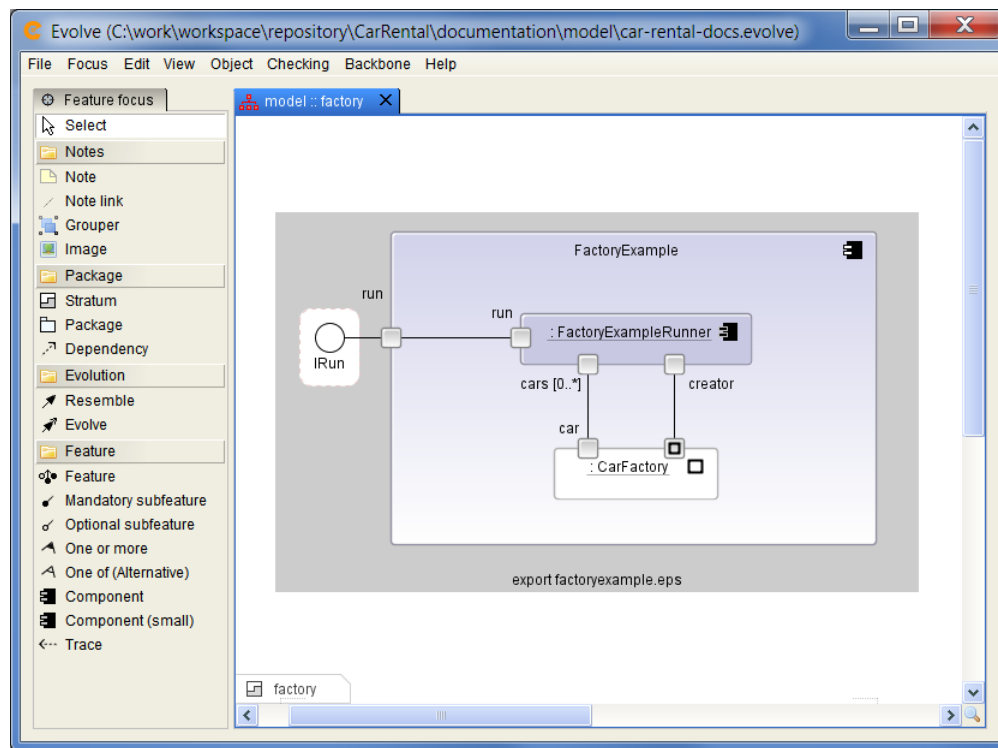 Evolve (C:\work\workspace\repository\CarRental\documentation\model\car-rental-docs.evolve)
File Focus Edit View Object Checking Backbone Help
Feature focus
Select
Notes
Note
Note link
Grouper
Image
Package
Stratum
Package
Dependency
Evolution
Resemble
Evolve
Feature
Feature
Mandatory subfeature
Optional subfeature
One or more
One of (Alternative)
Component
Component (small)
Trace
model :: factory
FactoryExample
run
run
: FactoryExampleRunner
IRun
cars [0..*]
creator
car
: CarFactory
export factoryexample.eps
factory